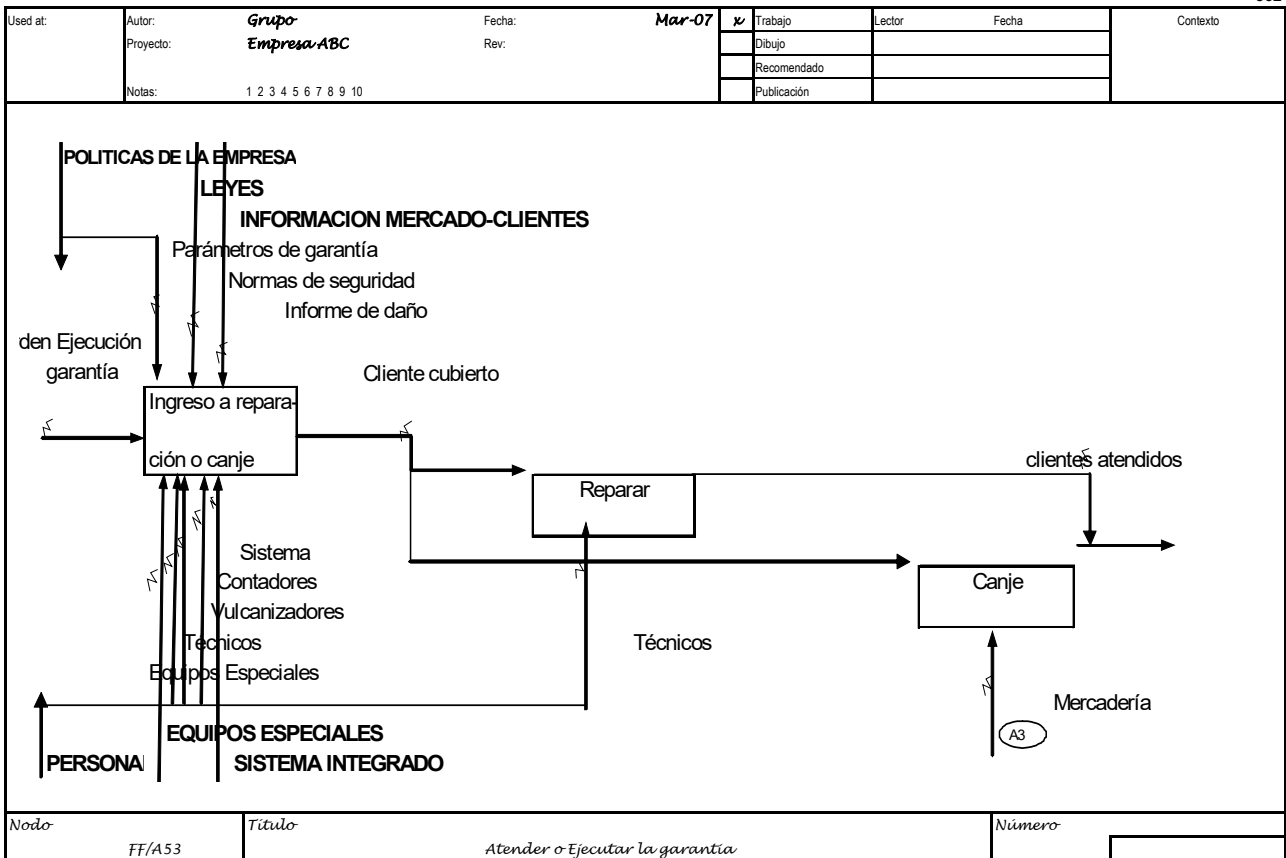 Used at:
Autor: Grupo Fecha: Mar-07 x Trabajo Lector Fecha Contexto
Proyecto: Empresa ABC Rev: Dibujo
Recomendado
Notas: 1 2 3 4 5 6 7 8 9 10 Publicación
POLITICAS DE LA EMPRESA
LEYES
INFORMACION MERCADO-CLIENTES
Parámetros de garantía
Normas de seguridad
Informe de daño
den Ejecución
garantía
Cliente cubierto
Ingreso a repara-
ción o canje
clientes atendidos
Reparar
Sistema
Contadores
Vulcanizadores
Técnicos
Equipos Especiales
Técnicos
Canje
Mercadería
A3
EQUIPOS ESPECIALES
PERSONA
SISTEMA INTEGRADO
Nodo Título Número
FF/A53 Atender o Ejecutar la garantía